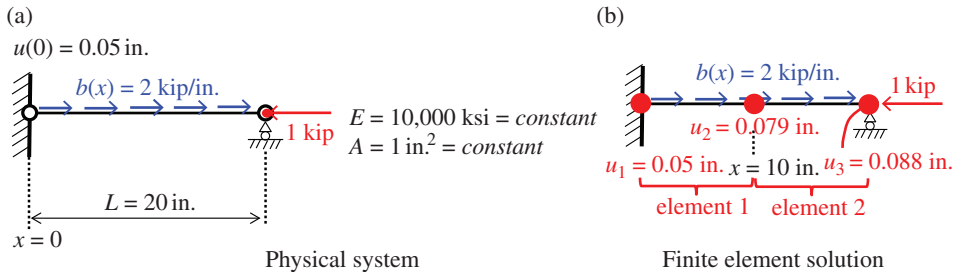 (a)
u(0) = 0.05 in.
b(x) = 2 kip/in.
1 kip
E = 10,000 ksi = constant
A = 1 in.² = constant
L = 20 in.
x = 0
Physical system
(b)
b(x) = 2 kip/in.
1 kip
u₂ = 0.079 in.
u₁ = 0.05 in.
x = 10 in.
u₃ = 0.088 in.
element 1
element 2
Finite element solution